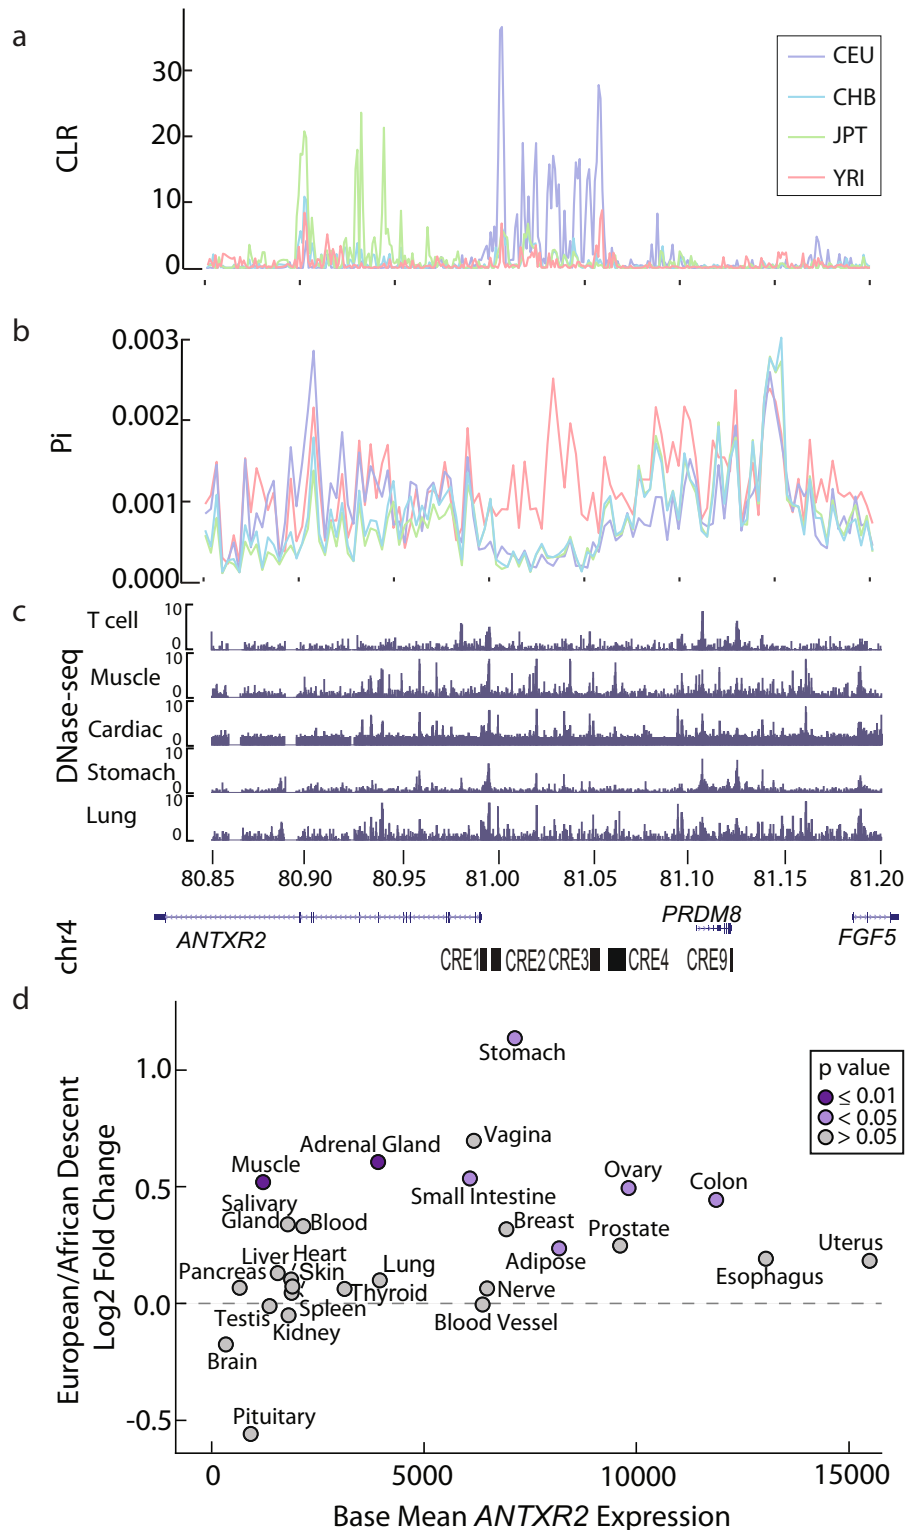 a
CLR
30
20
10
0
CEU
CHB
JPT
YRI
b
Pi
0.003
0.002
0.001
0.000
c
DNase-seq
T cell
10
0
Muscle
10
0
Cardiac
10
0
Stomach
10
0
Lung
10
0
80.85 80.90 80.95 81.00 81.05 81.10 81.15 81.20
chr4
ANTXR2
PRDM8
FGF5
CRE1 CRE2 CRE3 CRE4 CRE9
d
European/African Descent
Log2 Fold Change
1.0
0.5
0.0
-0.5
p value
≤ 0.01
< 0.05
> 0.05
Stomach
Vagina
Adrenal Gland
Muscle
Small Intestine
Ovary
Colon
Salivary
Gland
Blood
Breast
Prostate
Adipose
Uterus
Esophagus
Liver
Heart
Skin
Lung
Pancreas
Thyroid
Nerve
Testis
Spleen
Kidney
Blood Vessel
Brain
Pituitary
0 5000 10000 15000
Base Mean ANTXR2 Expression